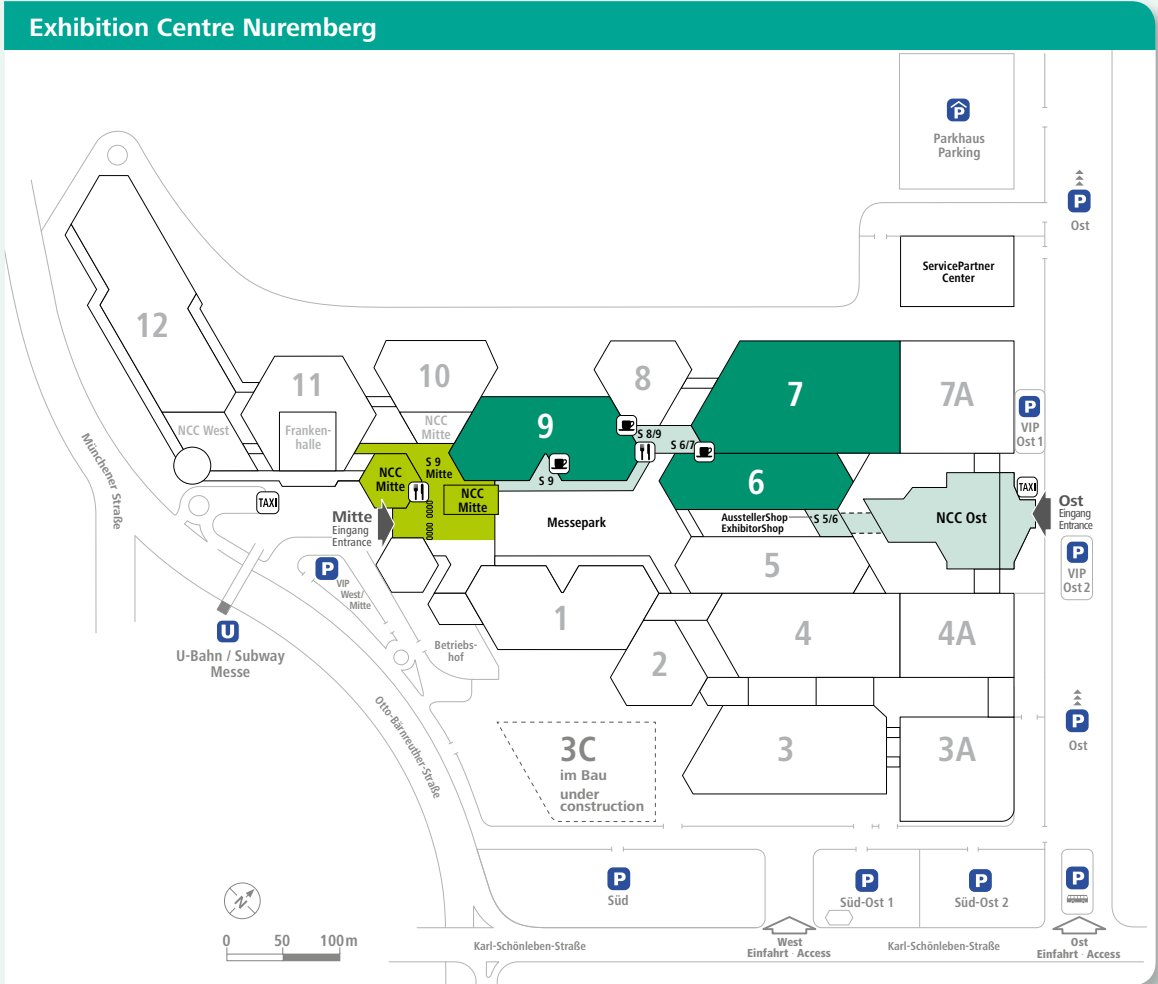 Exhibition Centre Nuremberg
P
Parkhaus
Parking
P
Ost
ServicePartner
Center
12
11
10
8
7
7A
NCC West
Franken-
halle
NCC
Mitte
9
S 8/9
S 6/7
P
VIP
Ost 1
Münchener Straße
NCC
Mitte
S 9
Mitte
NCC
Mitte
S 9
6
TAXI
TAXI
Mitte
Eingang
Entrance
Messepark
AusstellerShop
ExhibitorShop
S 5/6
NCC Ost
Ost
Eingang
Entrance
P
VIP
West/
Mitte
5
P
VIP
Ost 2
U
U-Bahn / Subway
Messe
1
Betriebs-
hof
2
4
4A
Otto-Bärnreuther-Straße
3C
im Bau
under
construction
3
3A
P
Ost
P
Süd
P
Süd-Ost 1
P
Süd-Ost 2
P
N
0 50 100 m
Karl-Schönleben-Straße
West
Einfahrt · Access
Karl-Schönleben-Straße
Ost
Einfahrt · Access